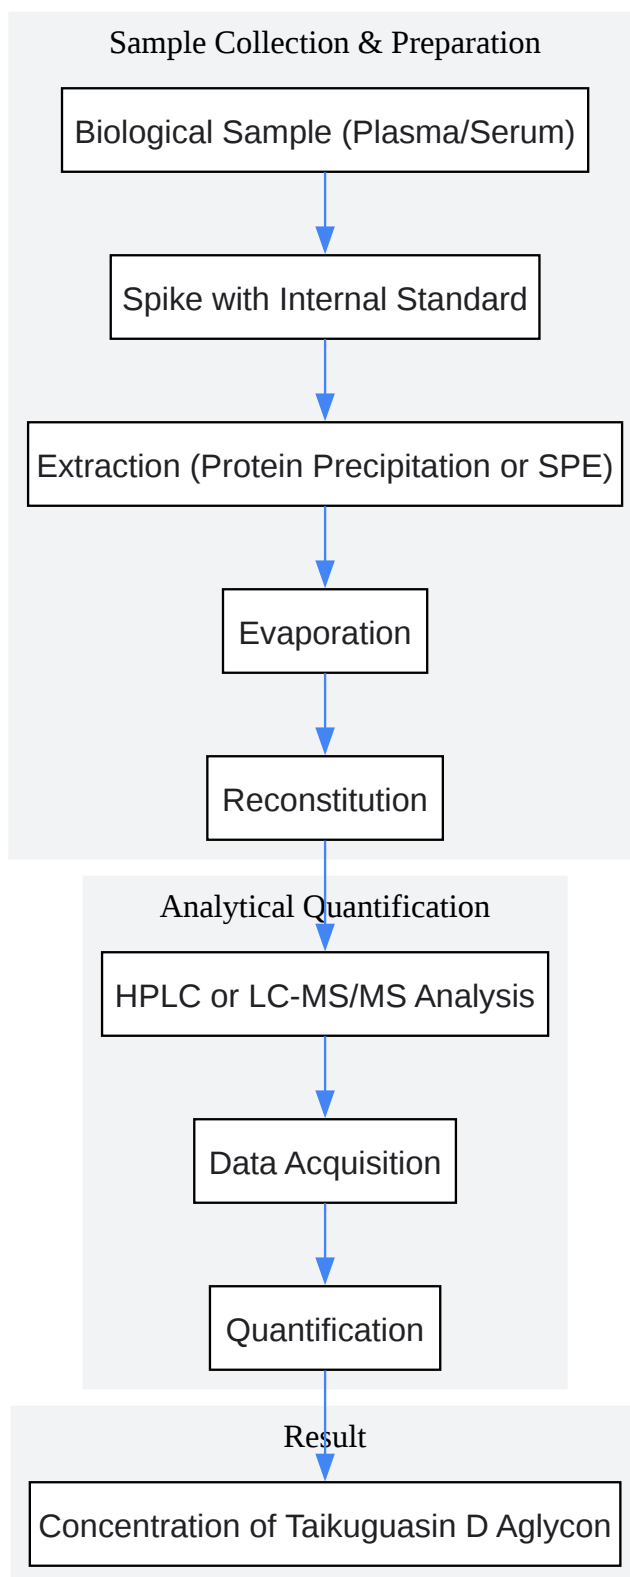 Sample Collection & Preparation
Biological Sample (Plasma/Serum)
Spike with Internal Standard
Extraction (Protein Precipitation or SPE)
Evaporation
Reconstitution
Analytical Quantification
HPLC or LC-MS/MS Analysis
Data Acquisition
Quantification
Result
Concentration of Taikuguasin D Aglycon